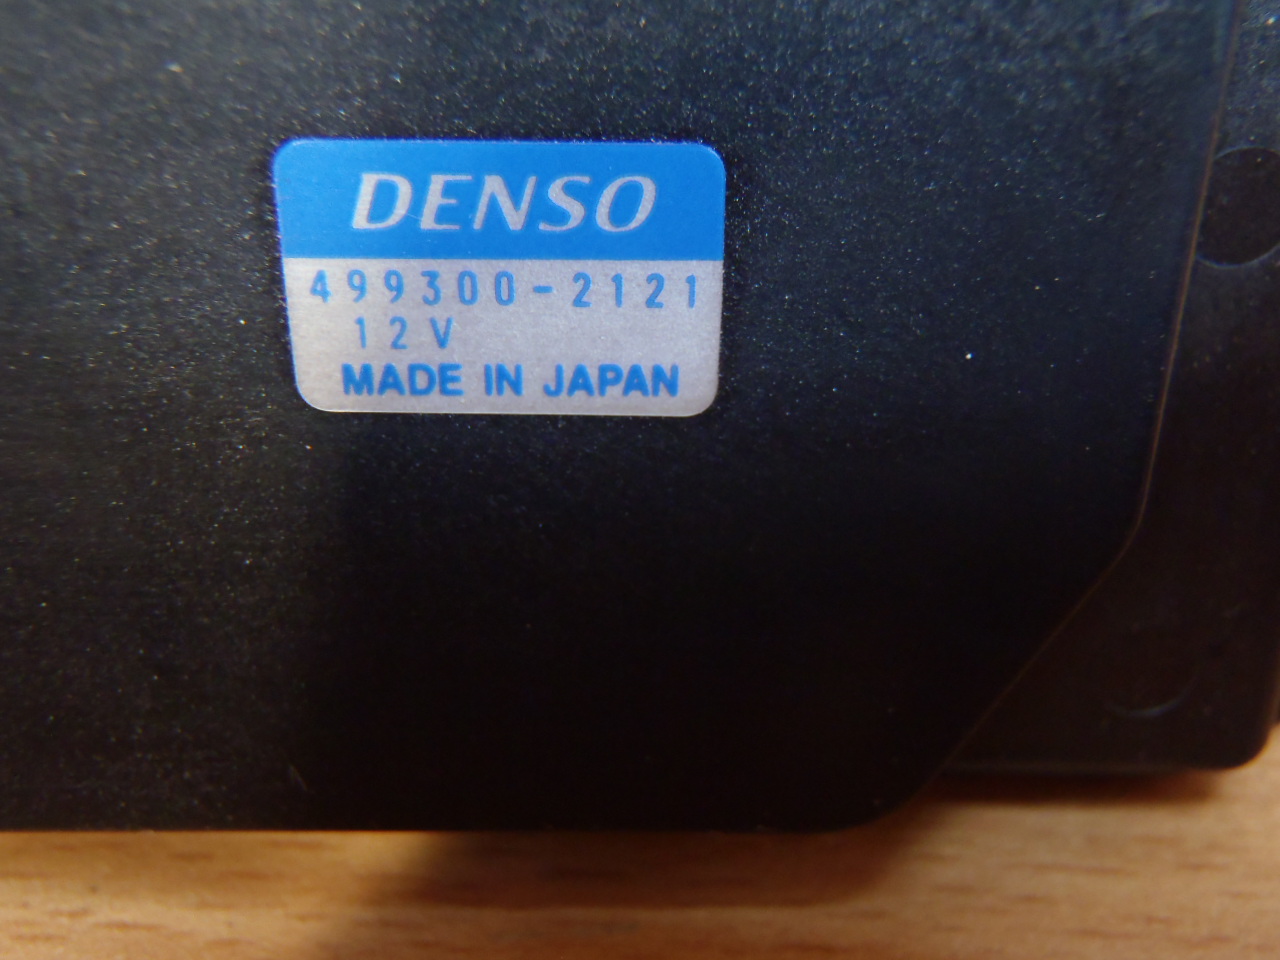 DENSO
499300-2121
12V
MADE IN JAPAN